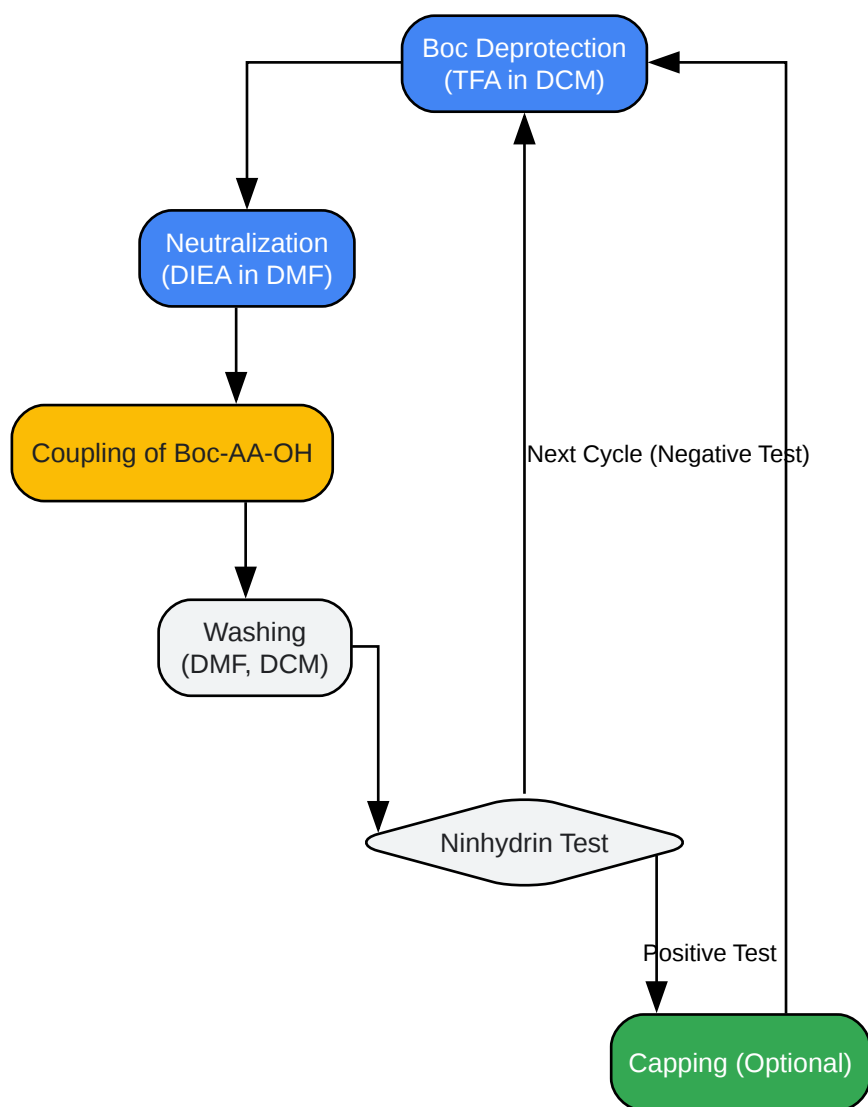 Boc Deprotection
(TFA in DCM)
Neutralization
(DIEA in DMF)
Coupling of Boc-AA-OH
Next Cycle (Negative Test)
Washing
(DMF, DCM)
Ninhydrin Test
Positive Test
Capping (Optional)